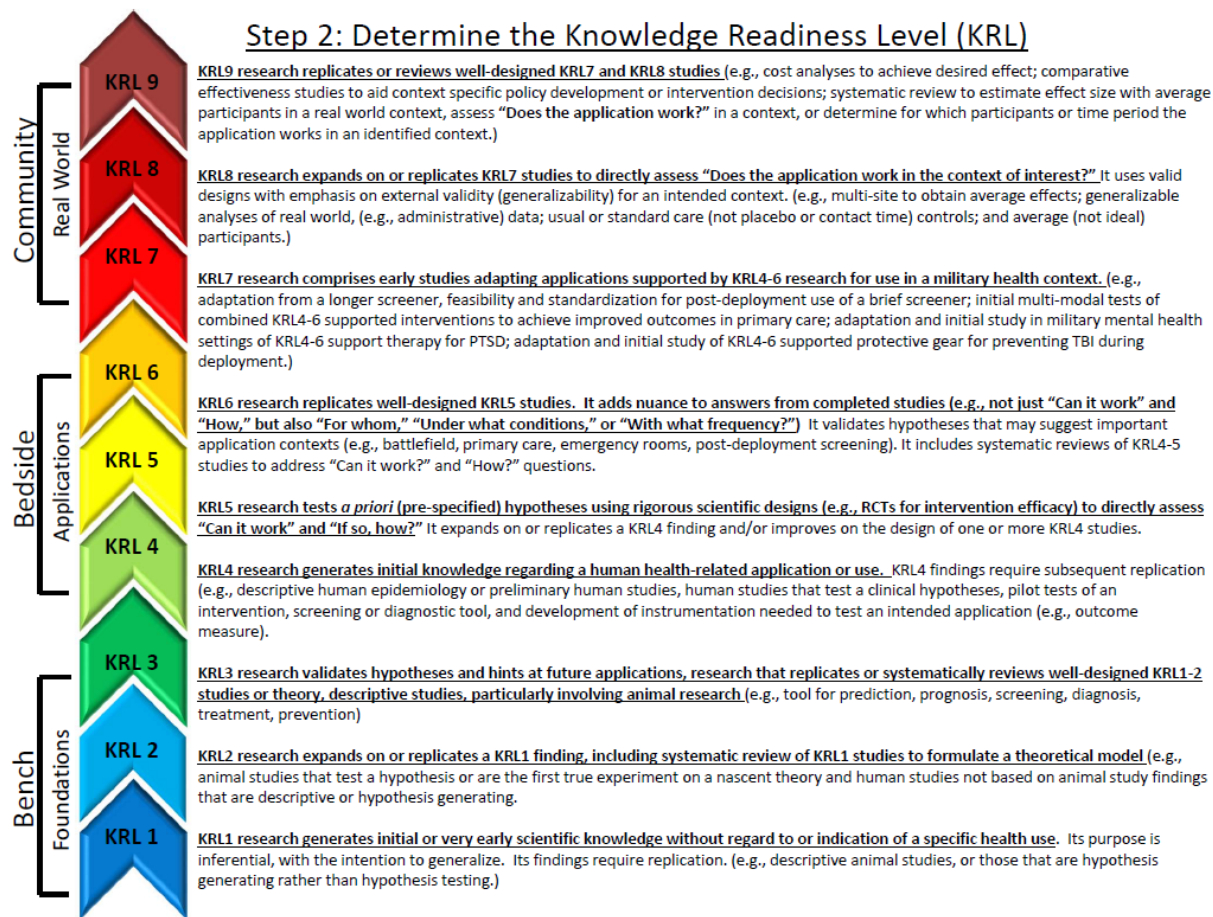 Step 2: Determine the Knowledge Readiness Level (KRL)
KRL 9
KRL9 research replicates or reviews well-designed KRL7 and KRL8 studies (e.g., cost analyses to achieve desired effect; comparative
effectiveness studies to aid context specific policy development or intervention decisions; systematic review to estimate effect size with average
participants in a real world context, assess “Does the application work?” in a context, or determine for which participants or time period the
application works in an identified context.)
Community
Real World
KRL 8
KRL8 research expands on or replicates KRL7 studies to directly assess “Does the application work in the context of interest?” It uses valid
designs with emphasis on external validity (generalizability) for an intended context. (e.g., multi-site to obtain average effects; generalizable
analyses of real world, (e.g., administrative) data; usual or standard care (not placebo or contact time) controls; and average (not ideal)
participants.)
KRL 7
KRL7 research comprises early studies adapting applications supported by KRL4-6 research for use in a military health context. (e.g.,
adaptation from a longer screener, feasibility and standardization for post-deployment use of a brief screener; initial multi-modal tests of
combined KRL4-6 supported interventions to achieve improved outcomes in primary care; adaptation and initial study in military mental health
settings of KRL4-6 support therapy for PTSD; adaptation and initial study of KRL4-6 supported protective gear for preventing TBI during
deployment.)
KRL 6
KRL6 research replicates well-designed KRL5 studies. It adds nuance to answers from completed studies (e.g., not just “Can it work” and
“How,” but also “For whom,” “Under what conditions,” or “With what frequency?”) It validates hypotheses that may suggest important
application contexts (e.g., battlefield, primary care, emergency rooms, post-deployment screening). It includes systematic reviews of KRL4-5
studies to address “Can it work?” and “How?” questions.
Bedside
Applications
KRL 5
KRL5 research tests a priori (pre-specified) hypotheses using rigorous scientific designs (e.g., RCTs for intervention efficacy) to directly assess
“Can it work” and “If so, how?” It expands on or replicates a KRL4 finding and/or improves on the design of one or more KRL4 studies.
KRL 4
KRL4 research generates initial knowledge regarding a human health-related application or use. KRL4 findings require subsequent replication
(e.g., descriptive human epidemiology or preliminary human studies, human studies that test a clinical hypotheses, pilot tests of an
intervention, screening or diagnostic tool, and development of instrumentation needed to test an intended application (e.g., outcome
measure).
KRL 3
KRL3 research validates hypotheses and hints at future applications, research that replicates or systematically reviews well-designed KRL1-2
studies or theory, descriptive studies, particularly involving animal research (e.g., tool for prediction, prognosis, screening, diagnosis,
treatment, prevention)
Bench
Foundations
KRL 2
KRL2 research expands on or replicates a KRL1 finding, including systematic review of KRL1 studies to formulate a theoretical model (e.g.,
animal studies that test a hypothesis or are the first true experiment on a nascent theory and human studies not based on animal study findings
that are descriptive or hypothesis generating.
KRL 1
KRL1 research generates initial or very early scientific knowledge without regard to or indication of a specific health use. Its purpose is
inferential, with the intention to generalize. Its findings require replication. (e.g., descriptive animal studies, or those that are hypothesis
generating rather than hypothesis testing.)